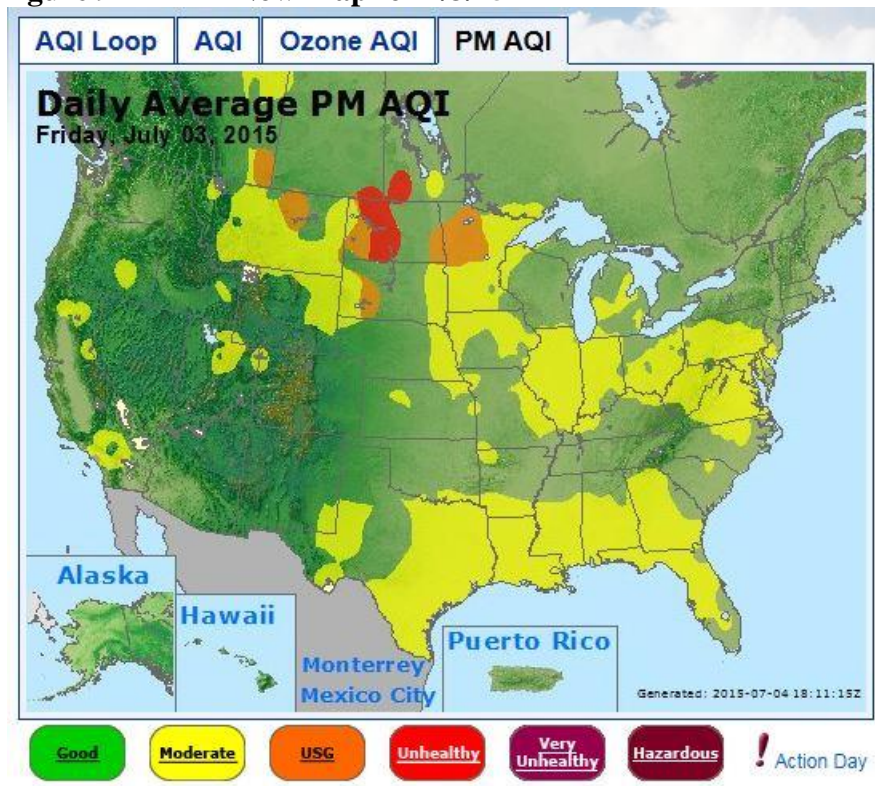 AQI Loop
AQI
Ozone AQI
PM AQI
Daily Average PM AQI
Friday, July 03, 2015
Alaska
Hawaii
Monterrey
Mexico City
Puerto Rico
Generated: 2015-07-04 18:11:15Z
Good
Moderate
USG
Unhealthy
Very
Unhealthy
Hazardous
! Action Day